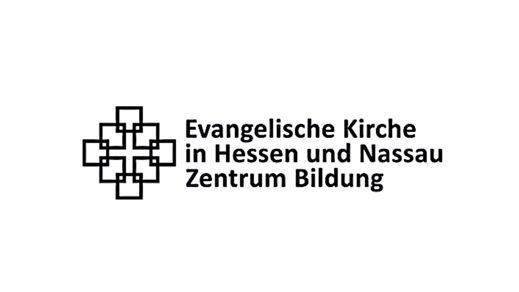 Evangelische Kirche
in Hessen und Nassau
Zentrum Bildung